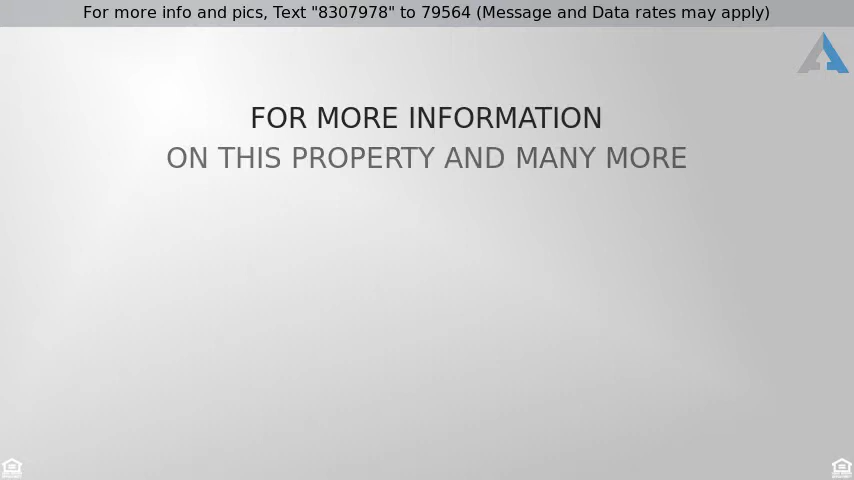 For more info and pics, Text "8307978" to 79564 (Message and Data rates may apply)
FOR MORE INFORMATION
ON THIS PROPERTY AND MANY MORE